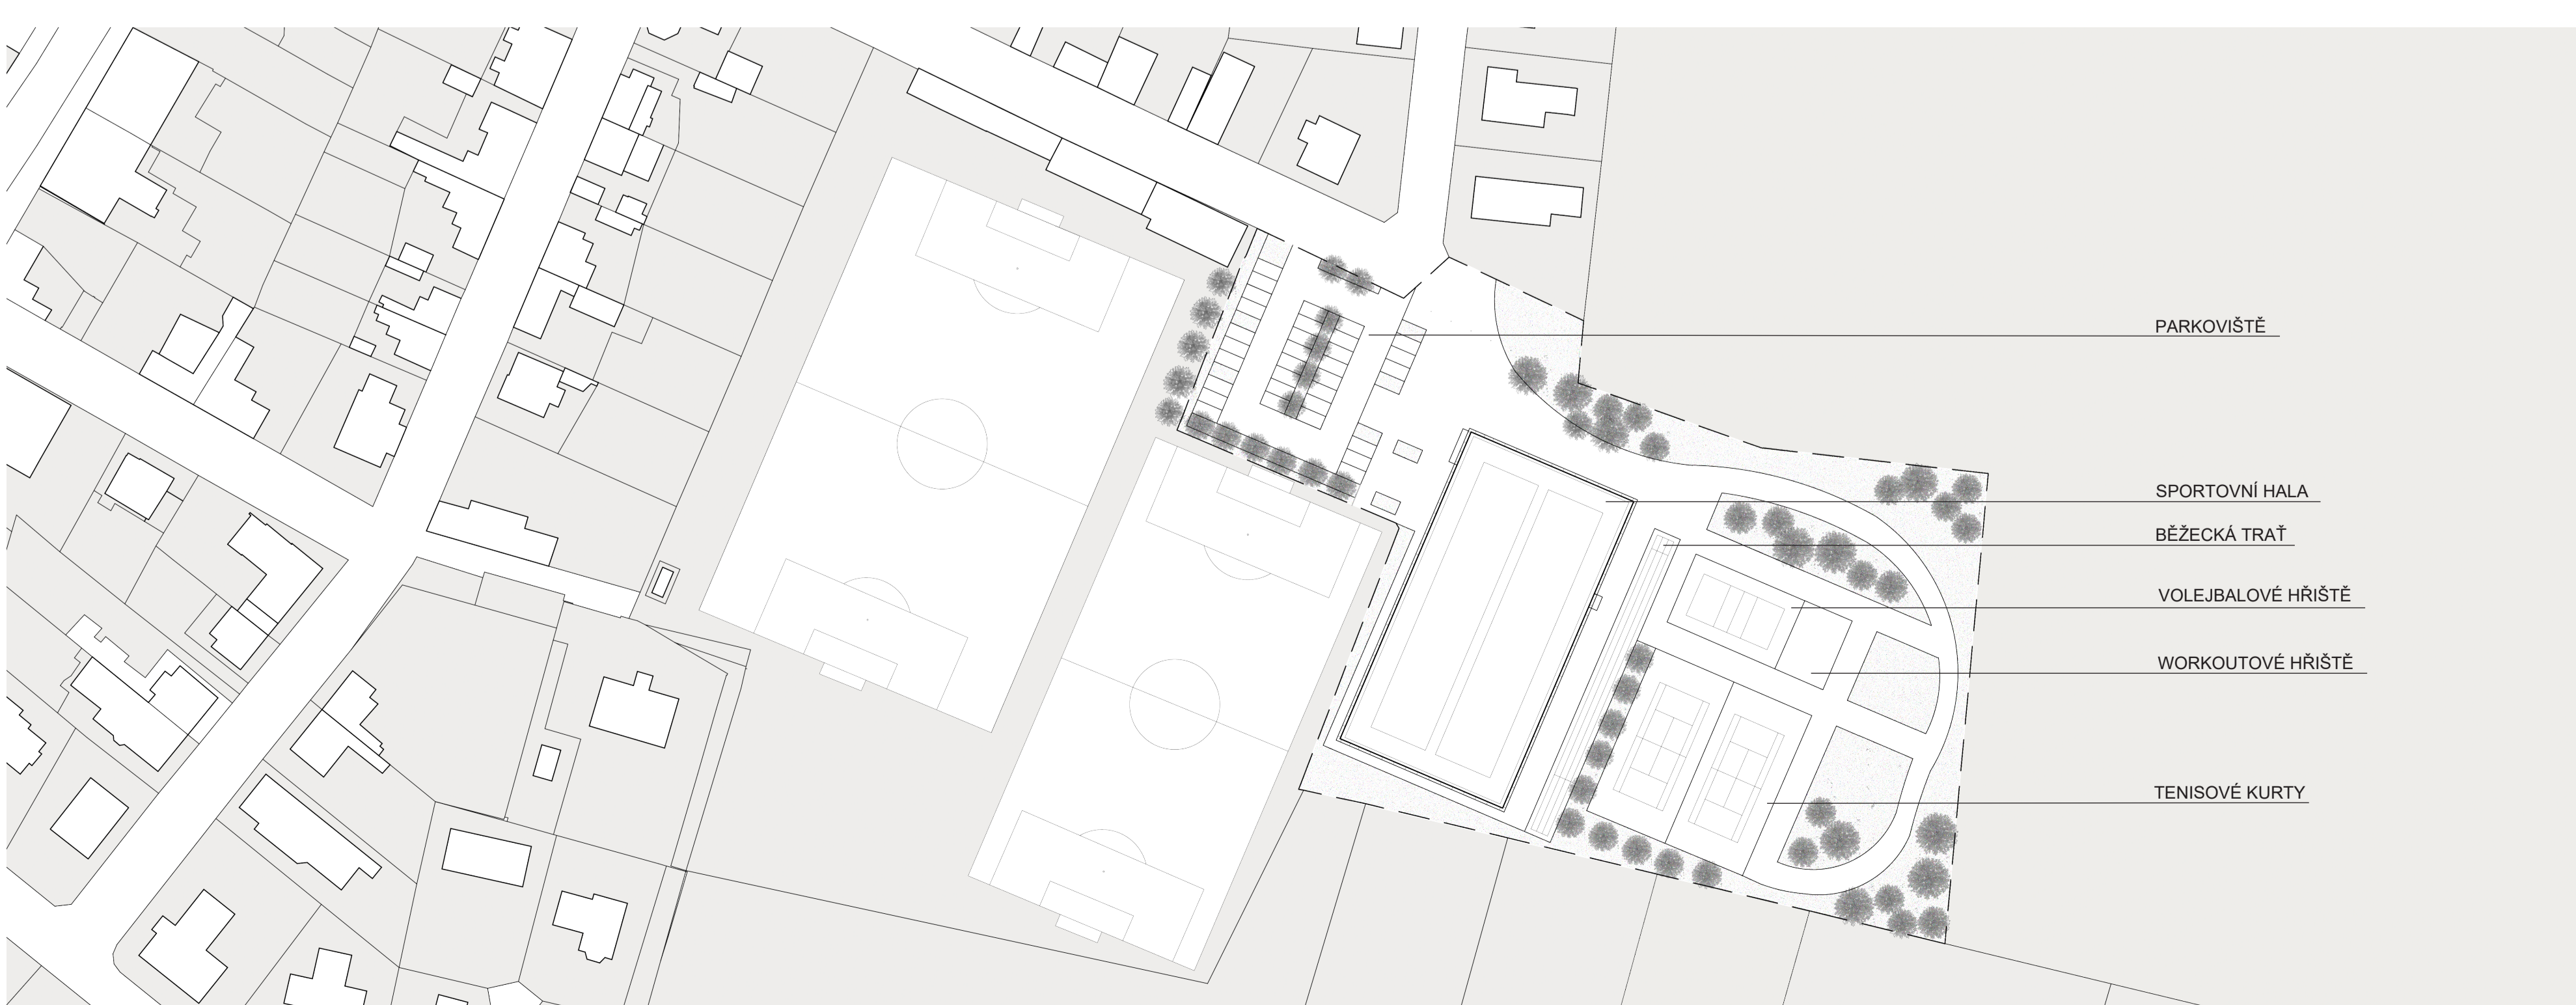 PARKOVIŠTĚ
SPORTOVNÍ HALA
BĚŽECKÁ TRAŤ
VOLEJBALOVÉ HŘIŠTĚ
WORKOUTOVÉ HŘIŠTĚ
TENISOVÉ KURTY